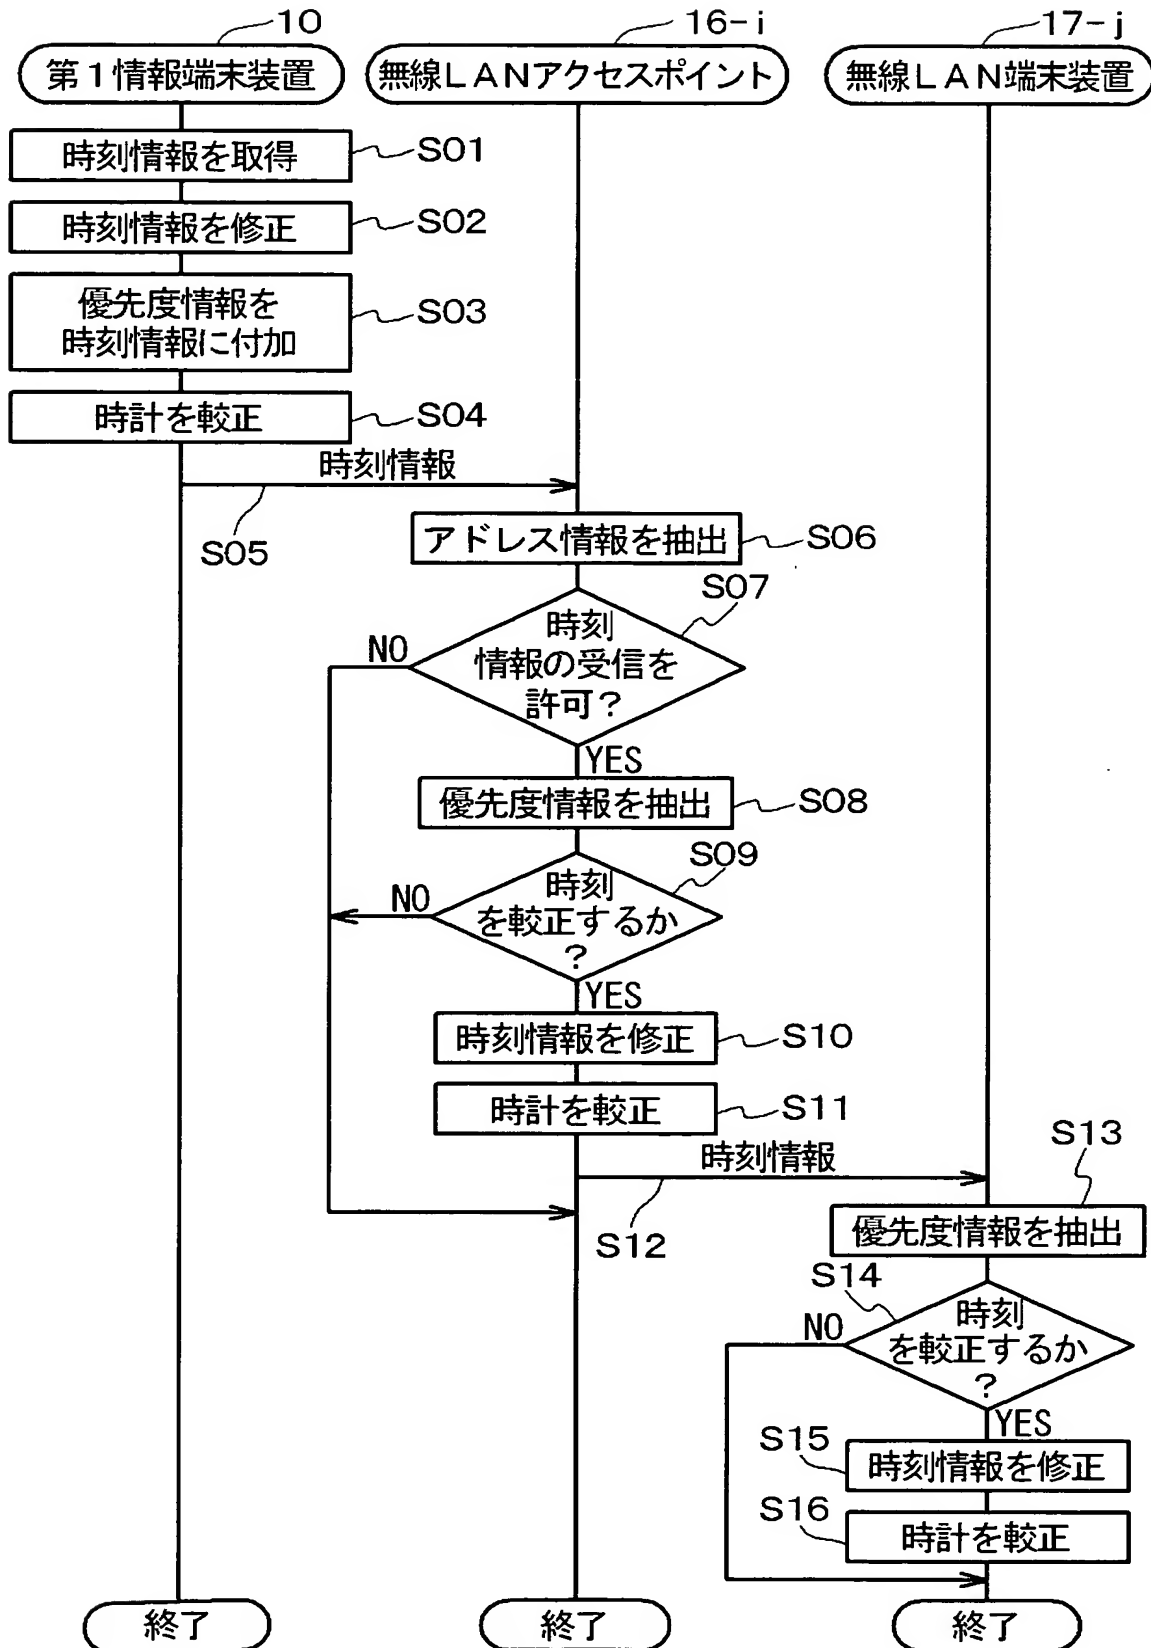 10
16-i
17-j
第1情報端末装置
無線LANアクセスポイント
無線LAN端末装置
時刻情報を取得
S01
時刻情報を修正
S02
優先度情報を
時刻情報に付加
S03
時計を較正
S04
時刻情報
S05
アドレス情報を抽出
S06
S07
時刻
情報の受信を
許可?
NO
YES
優先度情報を抽出
S08
S09
時刻
を較正するか
?
NO
YES
時刻情報を修正
S10
時計を較正
S11
時刻情報
S12
S13
優先度情報を抽出
S14
時刻
を較正するか
?
NO
YES
S15
時刻情報を修正
S16
時計を較正
終了
終了
終了